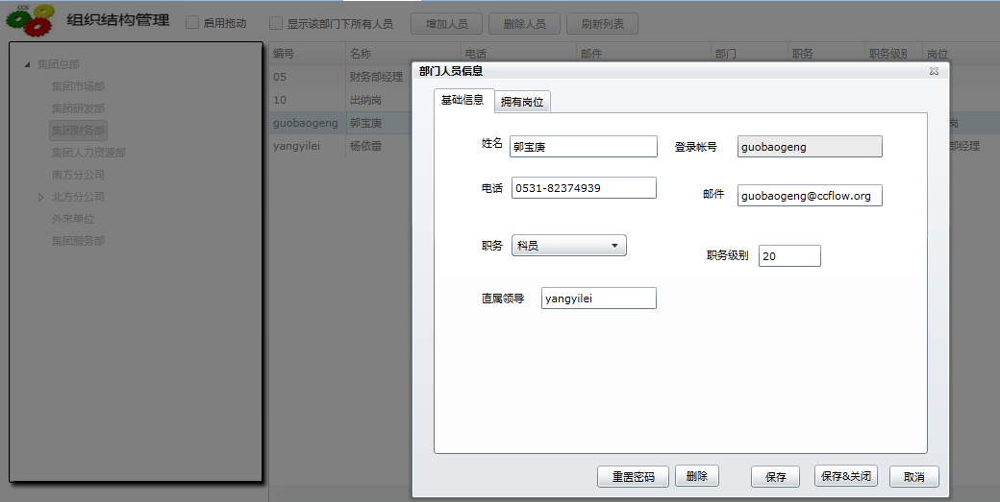 CCS
组织结构管理 启用拖动 显示该部门下所有人员 增加人员 删除人员 刷新列表
集团总部
集团市场部
集团研发部
集团财务部
集团人力资源部
南方分公司
北方分公司
外来单位
集团服务部
编号 名称 电话 邮件 部门 职务 职务级别 岗位
05 财务部经理
10 出纳岗
guobaogeng 郭宝庚 岗
yangyilei 杨依雷 部经理
部门人员信息
基础信息 拥有岗位
姓名 郭宝庚 登录帐号 guobaogeng
电话 0531-82374939 邮件 guobaogeng@ccflow.org
职务 科员 职务级别 20
直属领导 yangyilei
重置密码 删除 保存 保存&关闭 取消